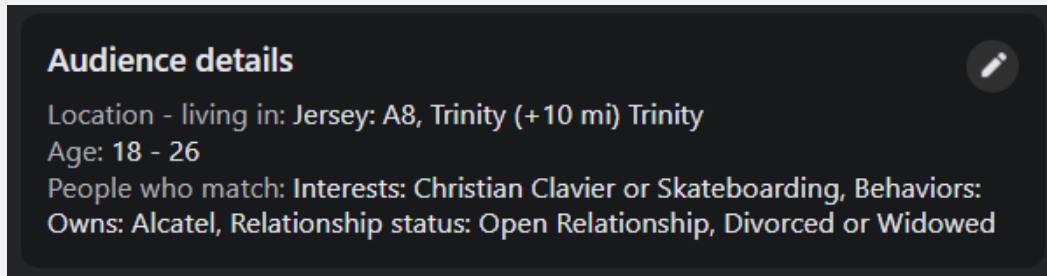 Audience details
Location - living in: Jersey: A8, Trinity (+10 mi) Trinity
Age: 18 - 26
People who match: Interests: Christian Clavier or Skateboarding, Behaviors:
Owns: Alcatel, Relationship status: Open Relationship, Divorced or Widowed